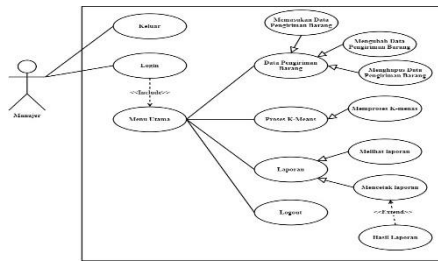 Memasukan Data
Pengiriman Barang
Keluar
Mengubah Data
Pengiriman Barang
Login
Data Pengiriman
Barang
Menghapus Data
Pengiriman Barang
<<Include>>
Manajer
Menu Utama
Proses K-Means
Memproses K-means
Melihat laporan
Laporan
Mencetak laporan
<<Extend>>
Logout
Hasil Laporan